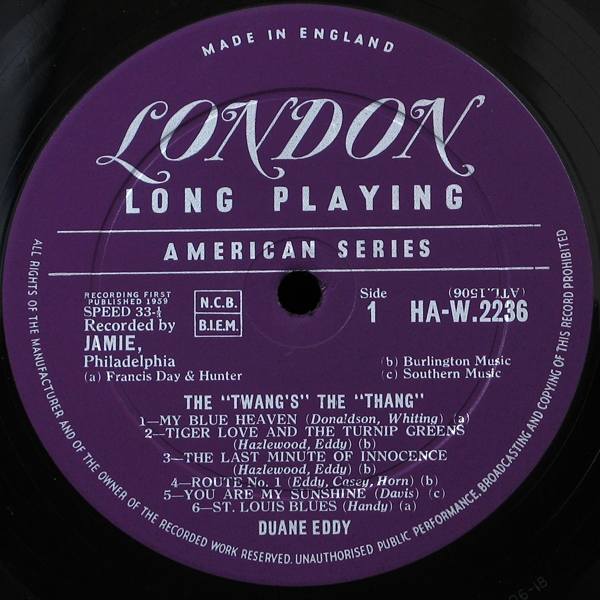 MADE IN ENGLAND
LONDON
LONG PLAYING
AMERICAN SERIES
RECORDING FIRST
PUBLISHED 1959
SPEED 33-⅓
Recorded by
JAMIE,
Philadelphia
(a) Francis Day & Hunter
N.C.B.
B.I.E.M.
Side
1
(ATL.1506)
HA-W.2236
(b) Burlington Music
(c) Southern Music
THE "TWANG'S" THE "THANG"
1—MY BLUE HEAVEN (Donaldson, Whiting) (a)
2—TIGER LOVE AND THE TURNIP GREENS
(Hazlewood, Eddy) (b)
3—THE LAST MINUTE OF INNOCENCE
(Hazlewood, Eddy) (b)
4—ROUTE No. 1 (Eddy, Casey, Horn) (b)
5—YOU ARE MY SUNSHINE (Davis) (c)
6—ST. LOUIS BLUES (Handy) (a)
DUANE EDDY
ALL RIGHTS OF THE MANUFACTURER AND OF THE OWNER OF THE RECORDED WORK RESERVED. UNAUTHORISED PUBLIC PERFORMANCE, BROADCASTING AND COPYING OF THIS RECORD PROHIBITED